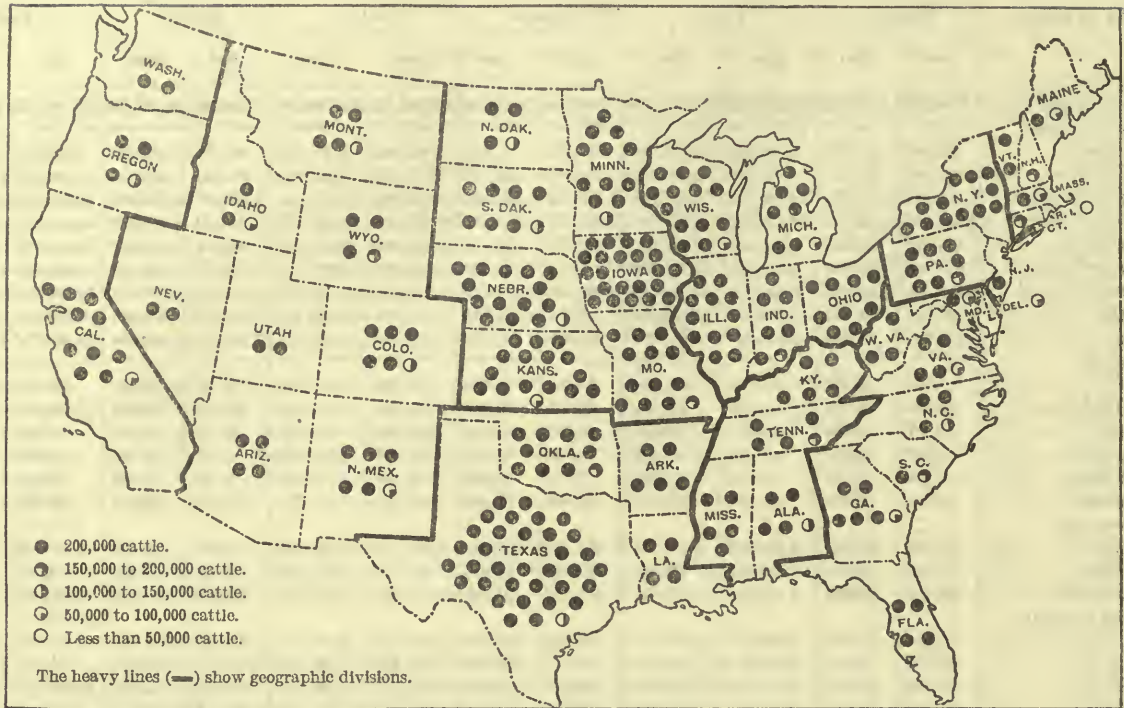 WASH.
OREGON
MONT.
IDAHO
WYO.
N. DAK.
S. DAK.
MINN.
WIS.
MICH.
IOWA
NEBR.
ILL.
IND.
OHIO
PA.
N. Y.
VT.
N.H.
MAINE
MASS.
R. I.
CT.
N. J.
DEL.
MD.
W. VA.
VA.
KY.
MO.
KANS.
COLO.
UTAH
NEV.
CAL.
ARIZ.
N. MEX.
OKLA.
ARK.
TENN.
N. C.
S. C.
GA.
ALA.
MISS.
LA.
TEXAS
FLA.
200,000 cattle.
150,000 to 200,000 cattle.
100,000 to 150,000 cattle.
50,000 to 100,000 cattle.
Less than 50,000 cattle.
The heavy lines (▬) show geographic divisions.